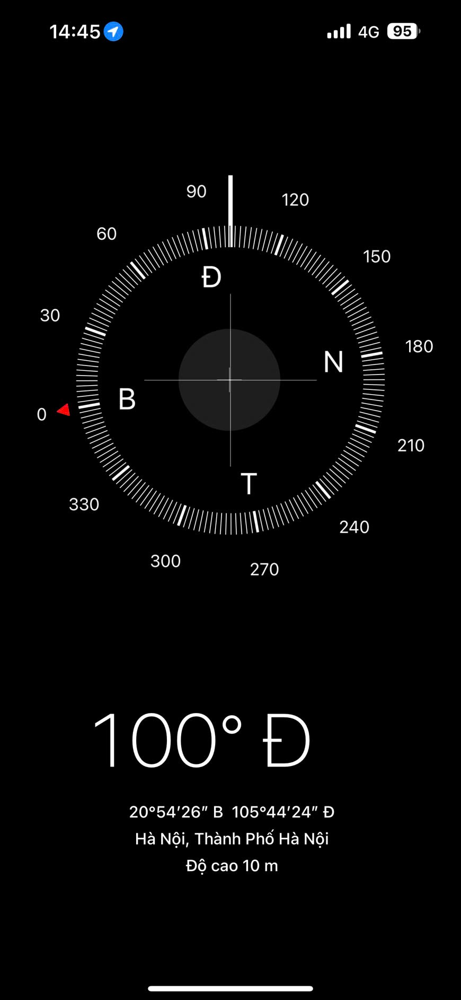 14:45 4G 95
90 120
60 150
30 180
0 210
330 240
300 270
Đ
N
B
T
100° Đ
20°54′26″ B 105°44′24″ Đ
Hà Nội, Thành Phố Hà Nội
Độ cao 10 m